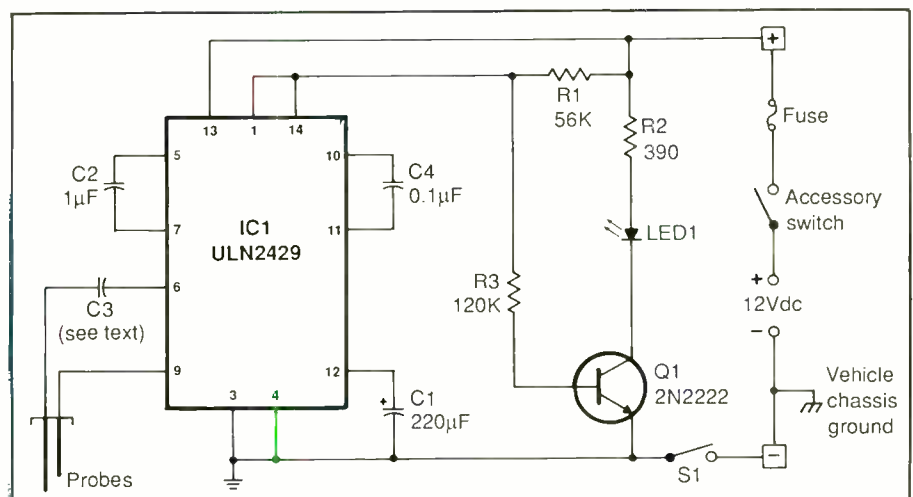 +
13
1
14
R1
56K
R2
390
Fuse
5
C2
1µF
7
10
C4
0.1µF
11
IC1
ULN2429
Accessory
switch
LED1
6
C3
(see text)
R3
120K
+
12Vdc
−
9
12
3
4
+
C1
220µF
Q1
2N2222
Vehicle
chassis
ground
Probes
S1
−